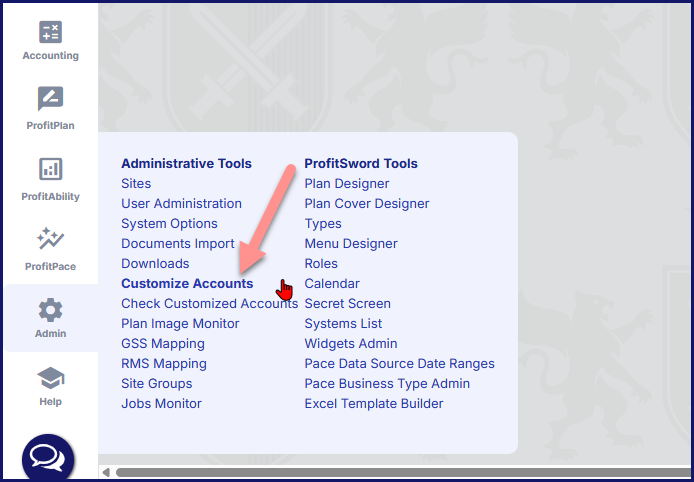 Accounting
ProfitPlan
ProfitAbility
ProfitPace
Admin
Help
Administrative Tools
Sites
User Administration
System Options
Documents Import
Downloads
Customize Accounts
Check Customized Accounts
Plan Image Monitor
GSS Mapping
RMS Mapping
Site Groups
Jobs Monitor
ProfitSword Tools
Plan Designer
Plan Cover Designer
Types
Menu Designer
Roles
Calendar
Secret Screen
Systems List
Widgets Admin
Pace Data Source Date Ranges
Pace Business Type Admin
Excel Template Builder